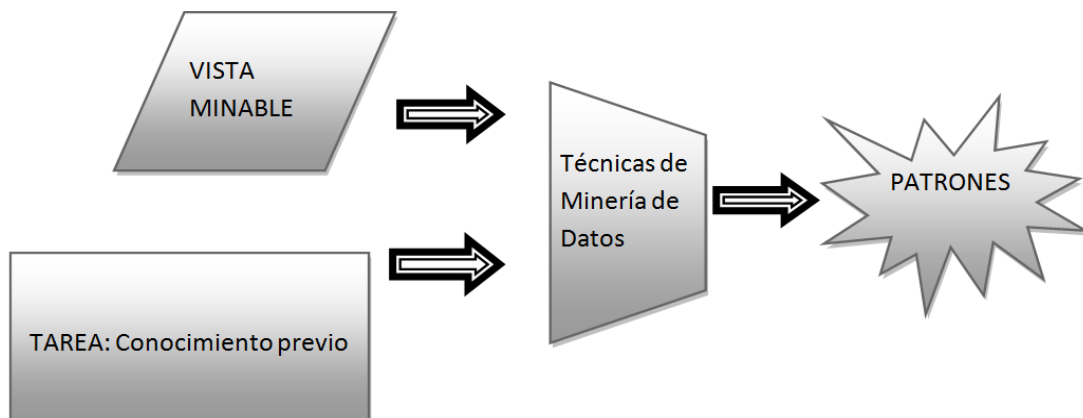 VISTA
MINABLE
TAREA: Conocimiento previo
Técnicas de
Minería de
Datos
PATRONES